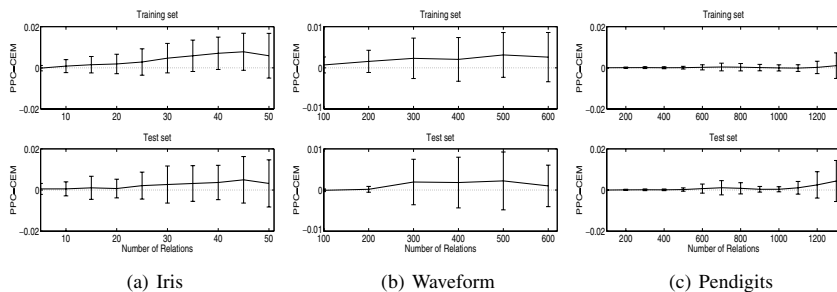 Training set
0.02
0
−0.02
PPC−CEM
10 20 30 40 50
Test set
0.02
0
−0.02
PPC−CEM
10 20 30 40 50
Number of Relations
(a) Iris
Training set
0.01
0
−0.01
PPC−CEM
100 200 300 400 500 600
Test set
0.01
0
−0.01
PPC−CEM
100 200 300 400 500 600
Number of Relations
(b) Waveform
Training set
0.02
0
−0.02
PPC−CEM
200 400 600 800 1000 1200
Test set
0.02
0
−0.02
PPC−CEM
200 400 600 800 1000 1200
Number of Relations
(c) Pendigits